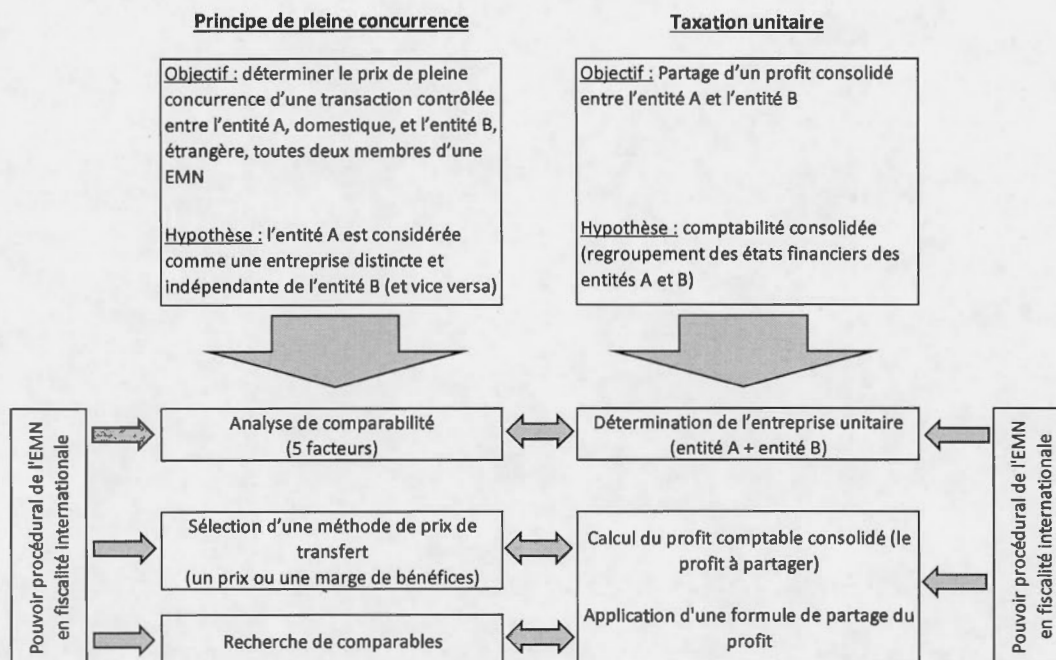 Principe de pleine concurrence
Taxation unitaire
Objectif : déterminer le prix de pleine
concurrence d'une transaction contrôlée
entre l'entité A, domestique, et l'entité B,
étrangère, toutes deux membres d'une
EMN
Hypothèse : l'entité A est considérée
comme une entreprise distincte et
indépendante de l'entité B (et vice versa)
Objectif : Partage d'un profit consolidé
entre l'entité A et l'entité B
Hypothèse : comptabilité consolidée
(regroupement des états financiers des
entités A et B)
Pouvoir procédural de l'EMN
en fiscalité internationale
Analyse de comparabilité
(5 facteurs)
Détermination de l'entreprise unitaire
(entité A + entité B)
Sélection d'une méthode de prix de
transfert
(un prix ou une marge de bénéfices)
Calcul du profit comptable consolidé (le
profit à partager)
Recherche de comparables
Application d'une formule de partage du
profit
Pouvoir procédural de l'EMN
en fiscalité internationale